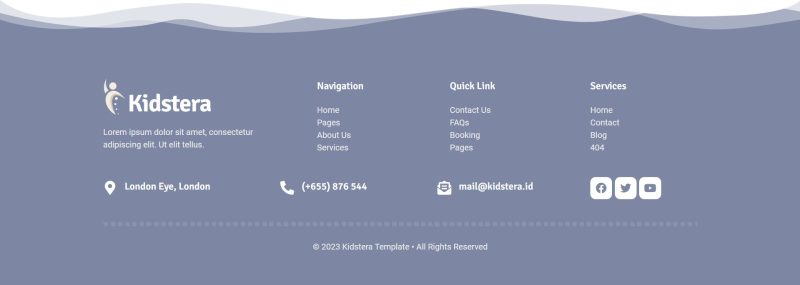 Kidstera
Lorem ipsum dolor sit amet, consectetur
adipiscing elit. Ut elit tellus.
Navigation
Home
Pages
About Us
Services
Quick Link
Contact Us
FAQs
Booking
Pages
Services
Home
Contact
Blog
404
London Eye, London
(+655) 876 544
mail@kidstera.id
© 2023 Kidstera Template • All Rights Reserved